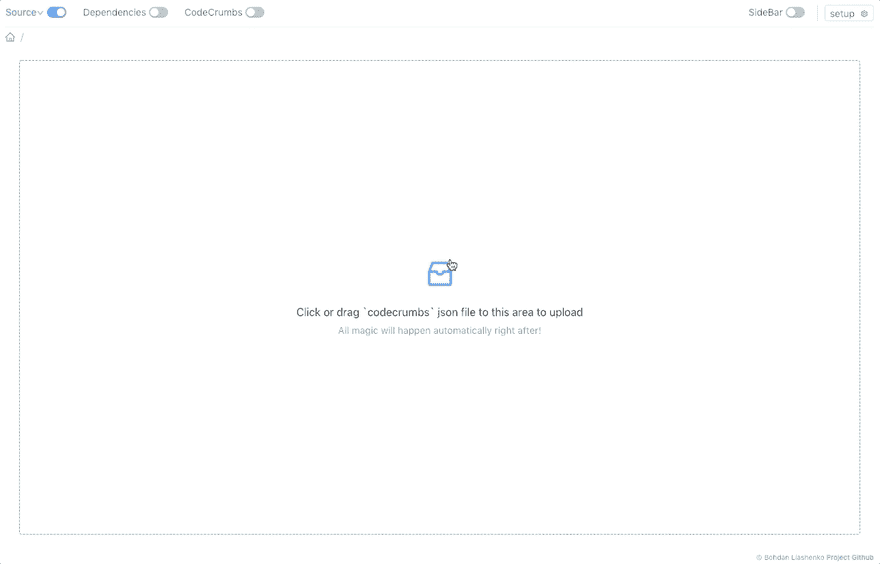 Source
Dependencies
CodeCrumbs
SideBar
setup
/
Click or drag `codecrumbs` json file to this area to upload
All magic will happen automatically right after!
© Bohdan Liashenko Project Github